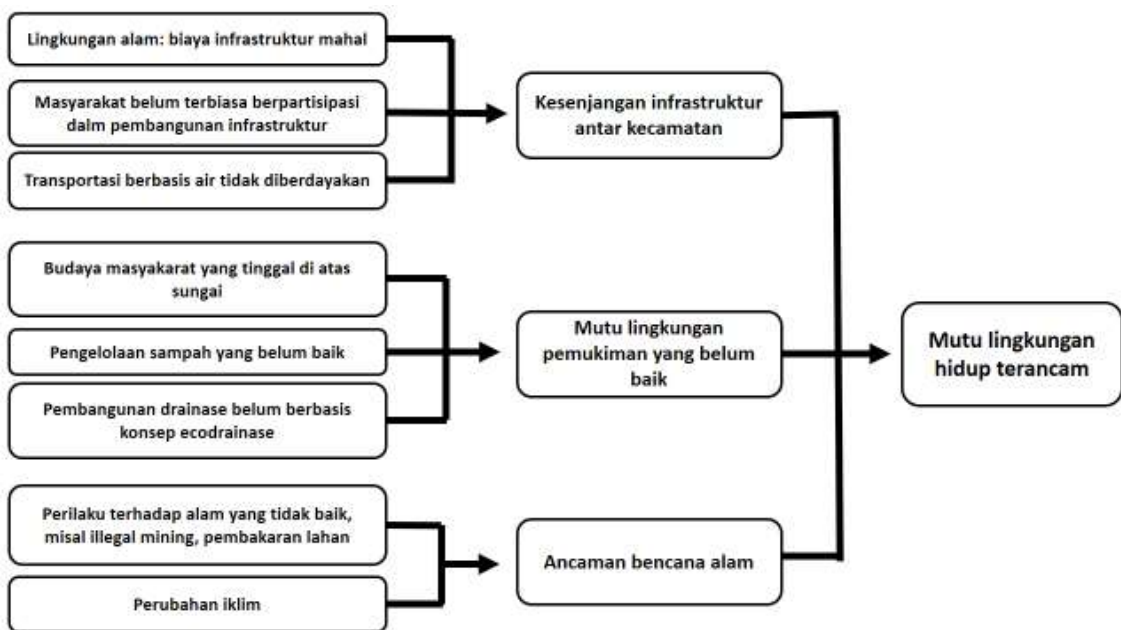 Lingkungan alam: biaya infrastruktur mahal
Masyarakat belum terbiasa berpartisipasi
dalm pembangunan infrastruktur
Transportasi berbasis air tidak diberdayakan
Kesenjangan infrastruktur
antar kecamatan
Budaya masyakarat yang tinggal di atas
sungai
Pengelolaan sampah yang belum baik
Pembangunan drainase belum berbasis
konsep ecodrainase
Mutu lingkungan
pemukiman yang belum
baik
Perilaku terhadap alam yang tidak baik,
misal illegal mining, pembakaran lahan
Perubahan iklim
Ancaman bencana alam
Mutu lingkungan
hidup terancam